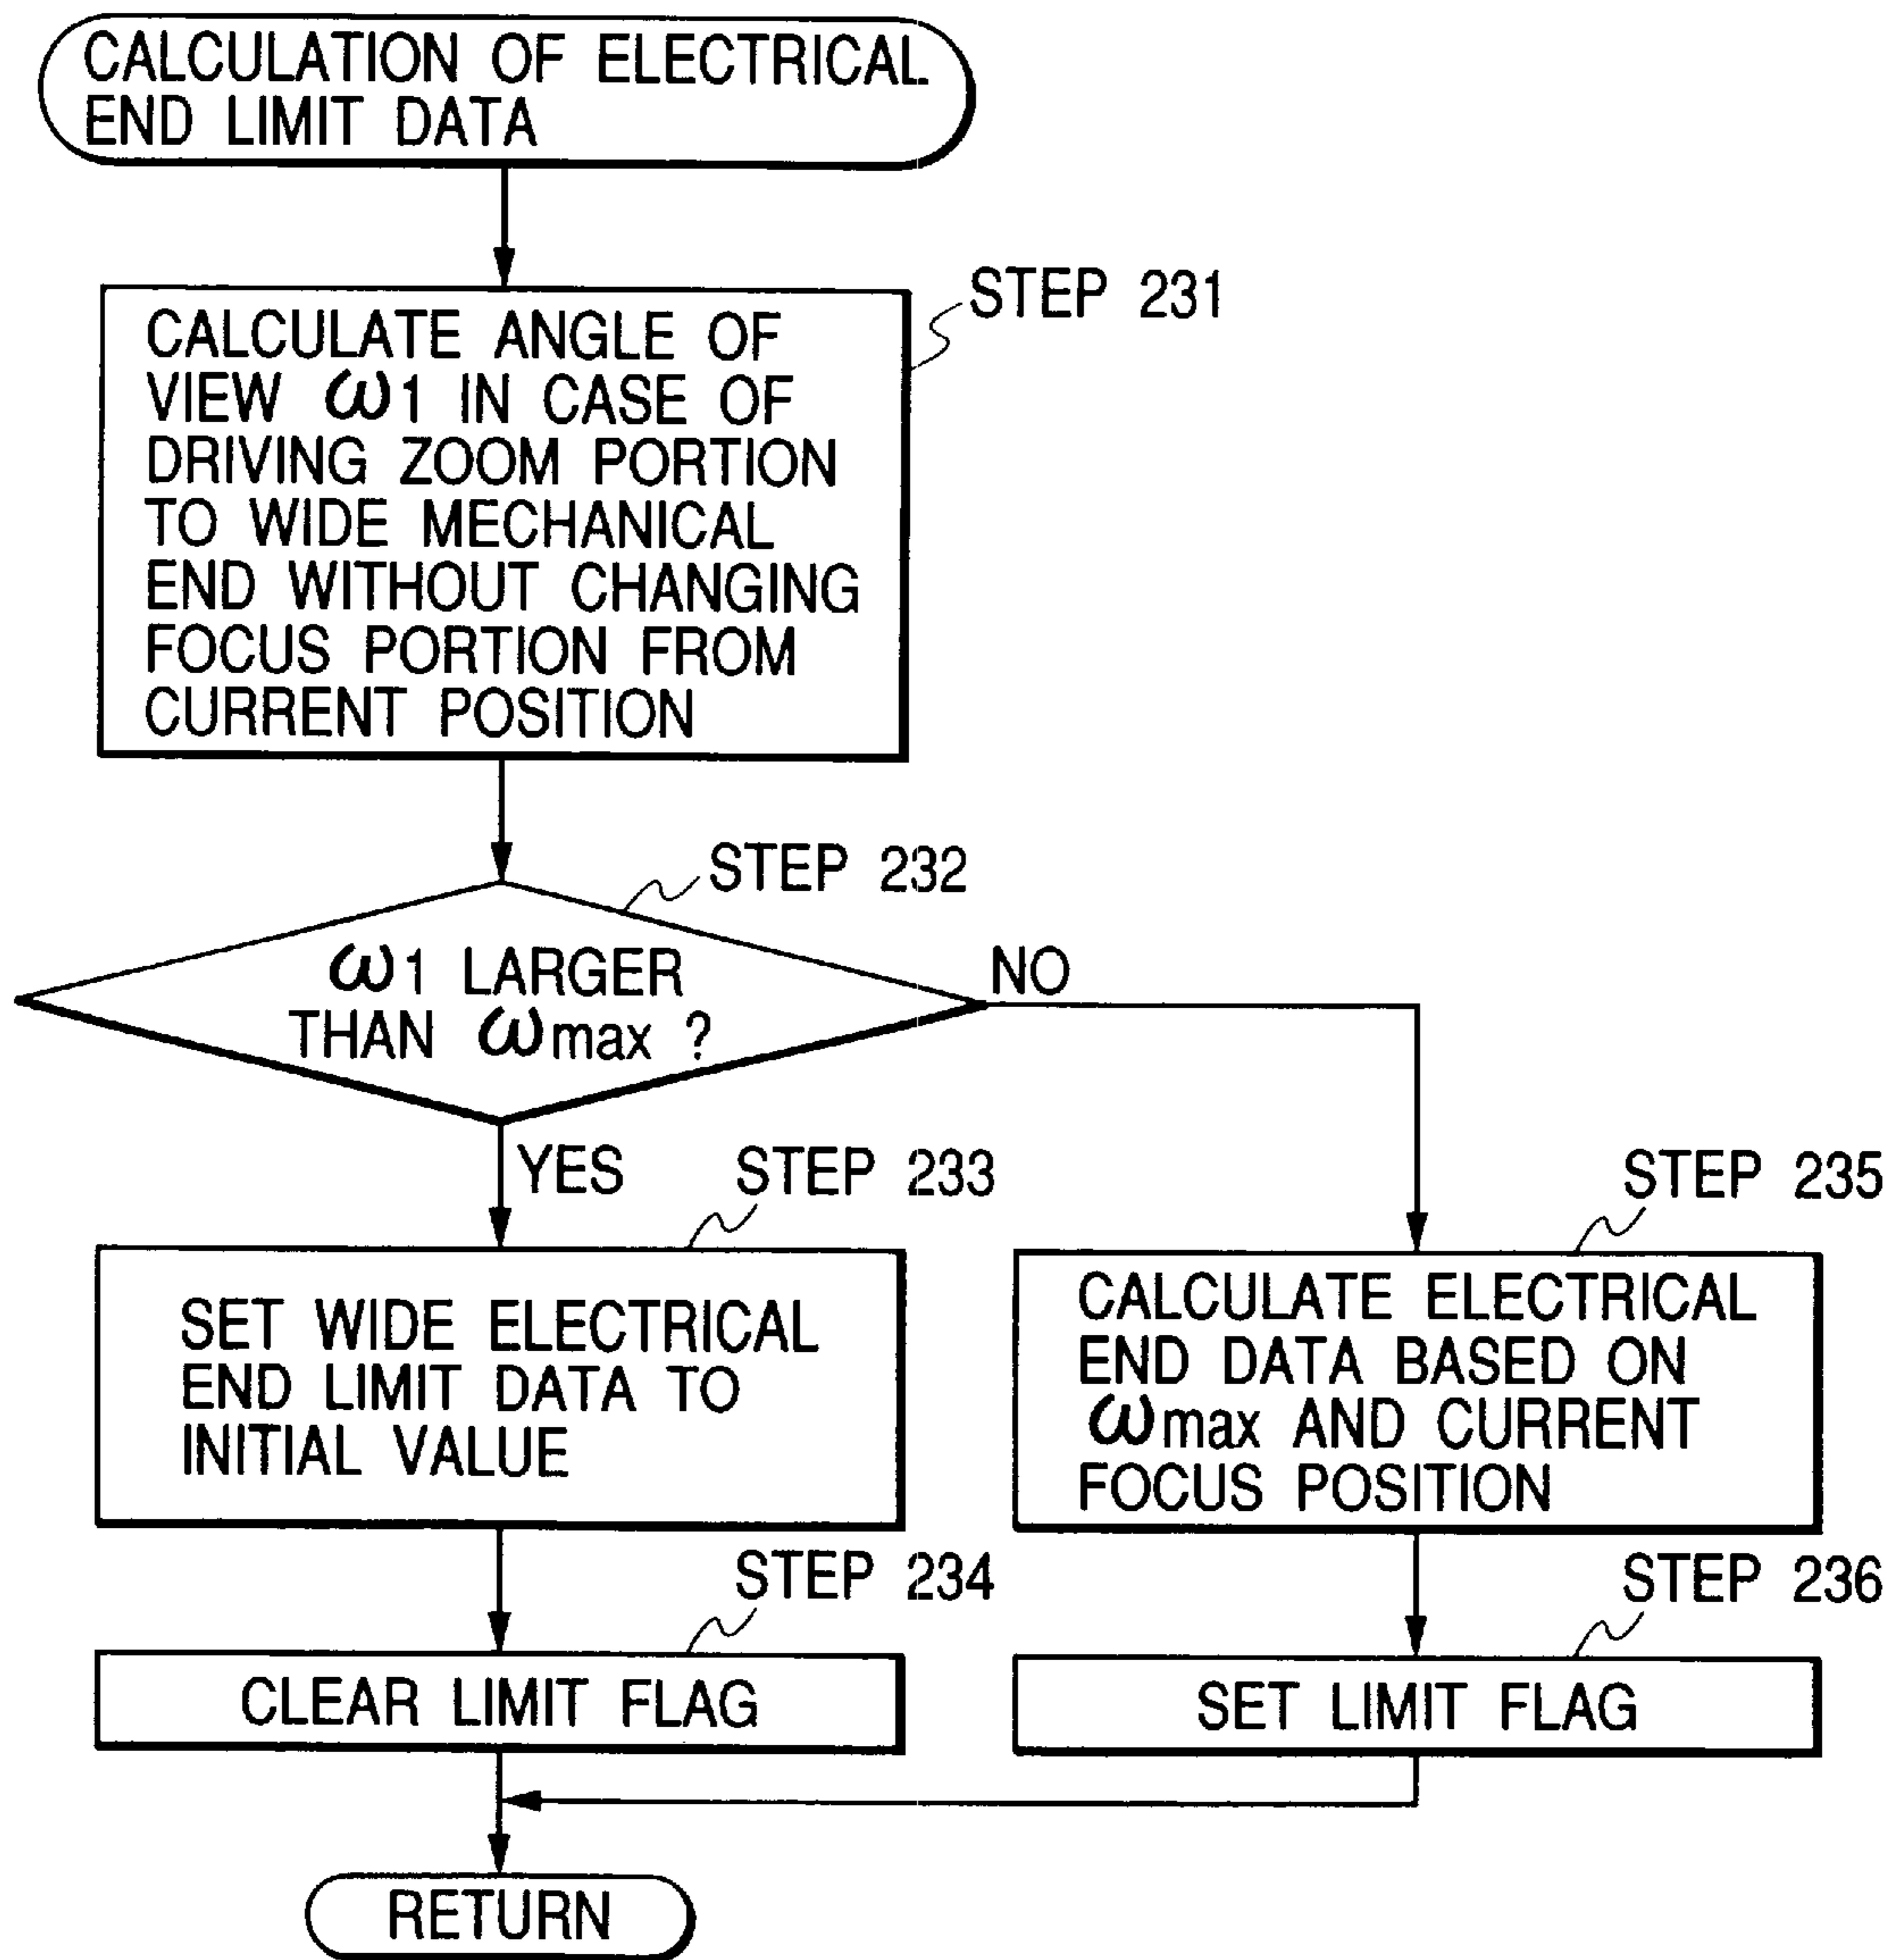 CALCULATION OF ELECTRICAL
END LIMIT DATA
STEP 231
CALCULATE ANGLE OF
VIEW ω1 IN CASE OF
DRIVING ZOOM PORTION
TO WIDE MECHANICAL
END WITHOUT CHANGING
FOCUS PORTION FROM
CURRENT POSITION
STEP 232
ω1 LARGER
THAN ωmax ?
NO
YES
STEP 233
SET WIDE ELECTRICAL
END LIMIT DATA TO
INITIAL VALUE
STEP 235
CALCULATE ELECTRICAL
END DATA BASED ON
ωmax AND CURRENT
FOCUS POSITION
STEP 234
CLEAR LIMIT FLAG
STEP 236
SET LIMIT FLAG
RETURN